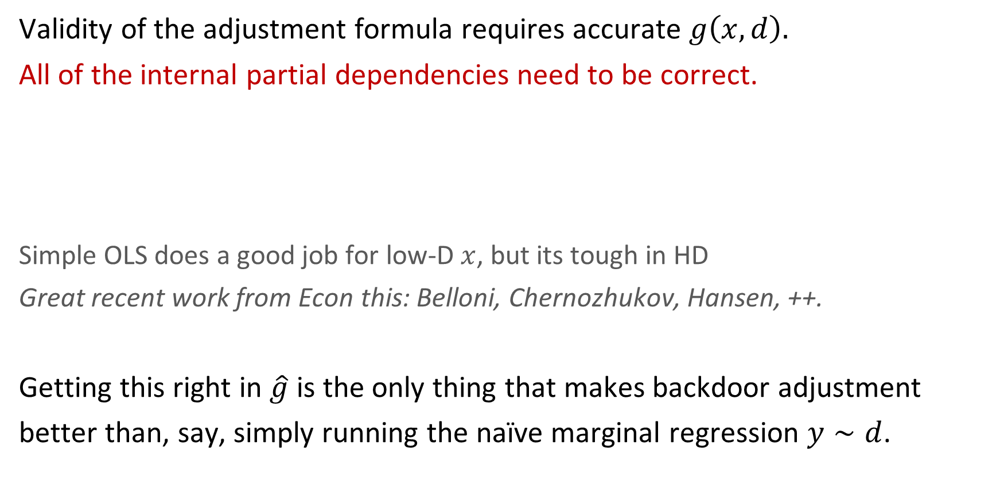 Validity of the adjustment formula requires accurate g(x, d).
All of the internal partial dependencies need to be correct.
Simple OLS does a good job for low-D x, but its tough in HD
Great recent work from Econ this: Belloni, Chernozhukov, Hansen, ++.
Getting this right in ĝ is the only thing that makes backdoor adjustment
better than, say, simply running the naïve marginal regression y ~ d.